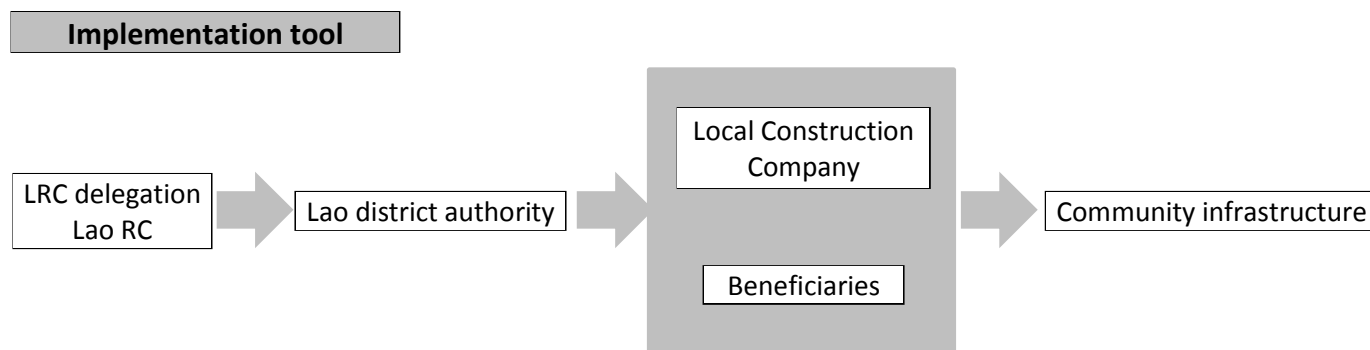 Implementation tool
Local Construction
Company
LRC delegation
Lao RC
Lao district authority
Community infrastructure
Beneficiaries